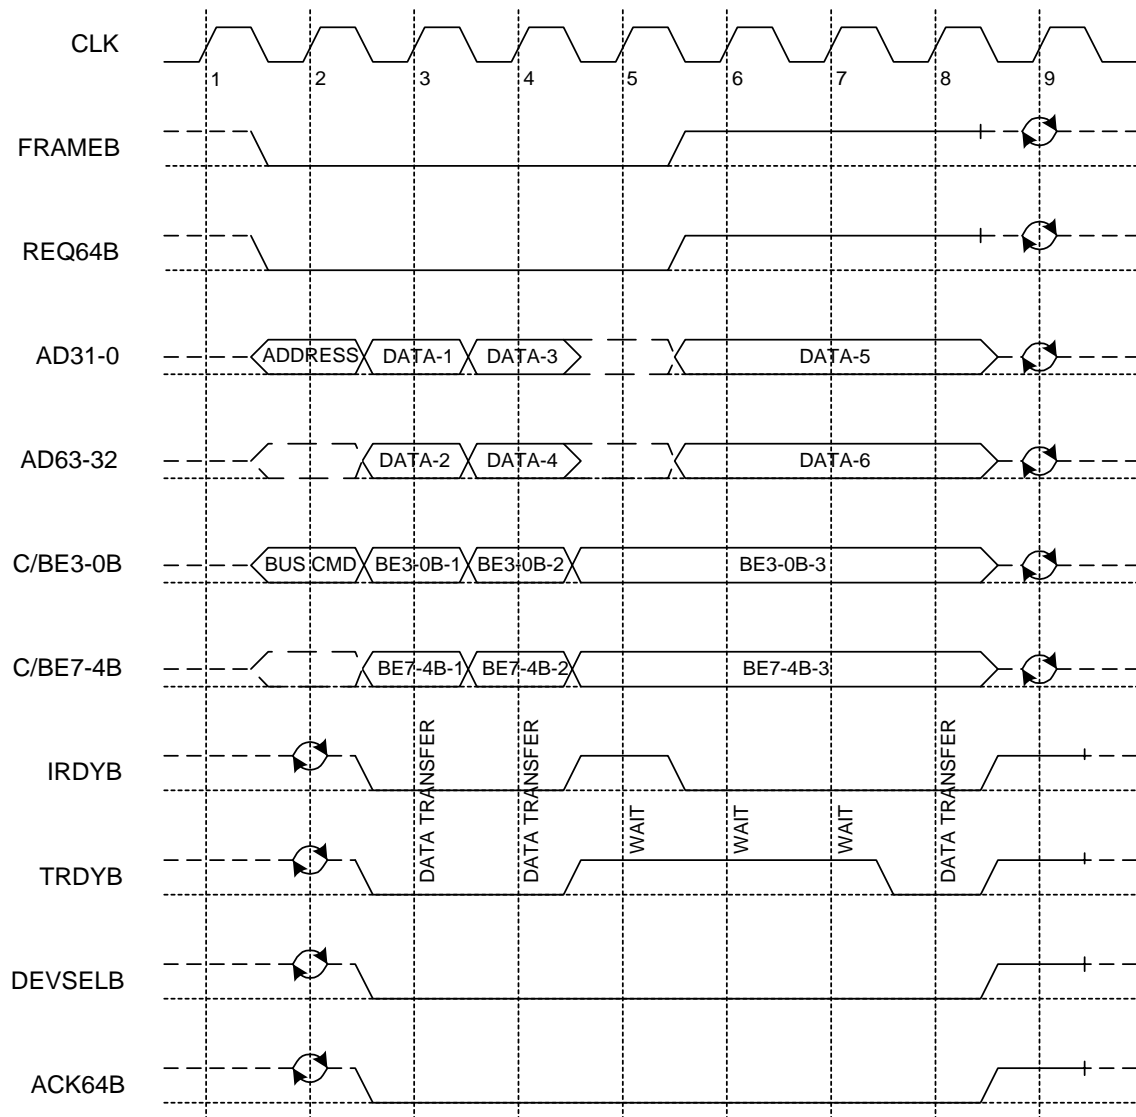 CLK
1 2 3 4 5 6 7 8 9
FRAMEB
REQ64B
AD31-0 ADDRESS DATA-1 DATA-3 DATA-5
AD63-32 DATA-2 DATA-4 DATA-6
C/BE3-0B BUS CMD BE3-0B-1 BE3-0B-2 BE3-0B-3
C/BE7-4B BE7-4B-1 BE7-4B-2 BE7-4B-3
IRDYB
DATA TRANSFER
DATA TRANSFER
WAIT
WAIT
WAIT
DATA TRANSFER
TRDYB
DEVSELB
ACK64B